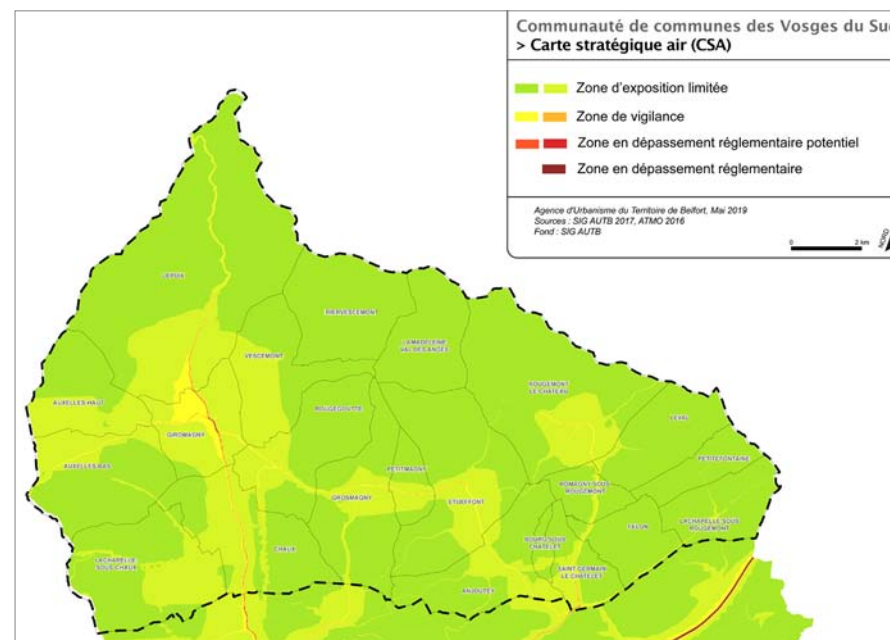 Communauté de communes des Vosges du Sud
> Carte stratégique air (CSA)
Zone d'exposition limitée
Zone de vigilance
Zone en dépassement réglementaire potentiel
Zone en dépassement réglementaire
Agence d'Urbanisme du Territoire de Belfort, Mai 2019
Sources : SIG AUTB 2017, ATMO 2016
Fond : SIG AUTB
0 2 km
NORD
LEPUIX
RIERVESCEMONT
LAMADELEINE
VAL DES ANGES
VESCEMONT
ROUGEMONT
LE CHATEAU
AUXELLES-HAUT
ROUGEGOUTTE
LEVAL
GIROMAGNY
PETITEFONTAINE
AUXELLES-BAS
PETITMAGNY
ROMAGNY SOUS
ROUGEMONT
GROSMAGNY
ETUEFFONT
FELON
LACHAPELLE SOUS
ROUGEMONT
BOURG SOUS
CHATELET
CHAUX
LACHAPELLE
SOUS CHAUX
SAINT GERMAIN
LE CHATELET
ANJOUTEY